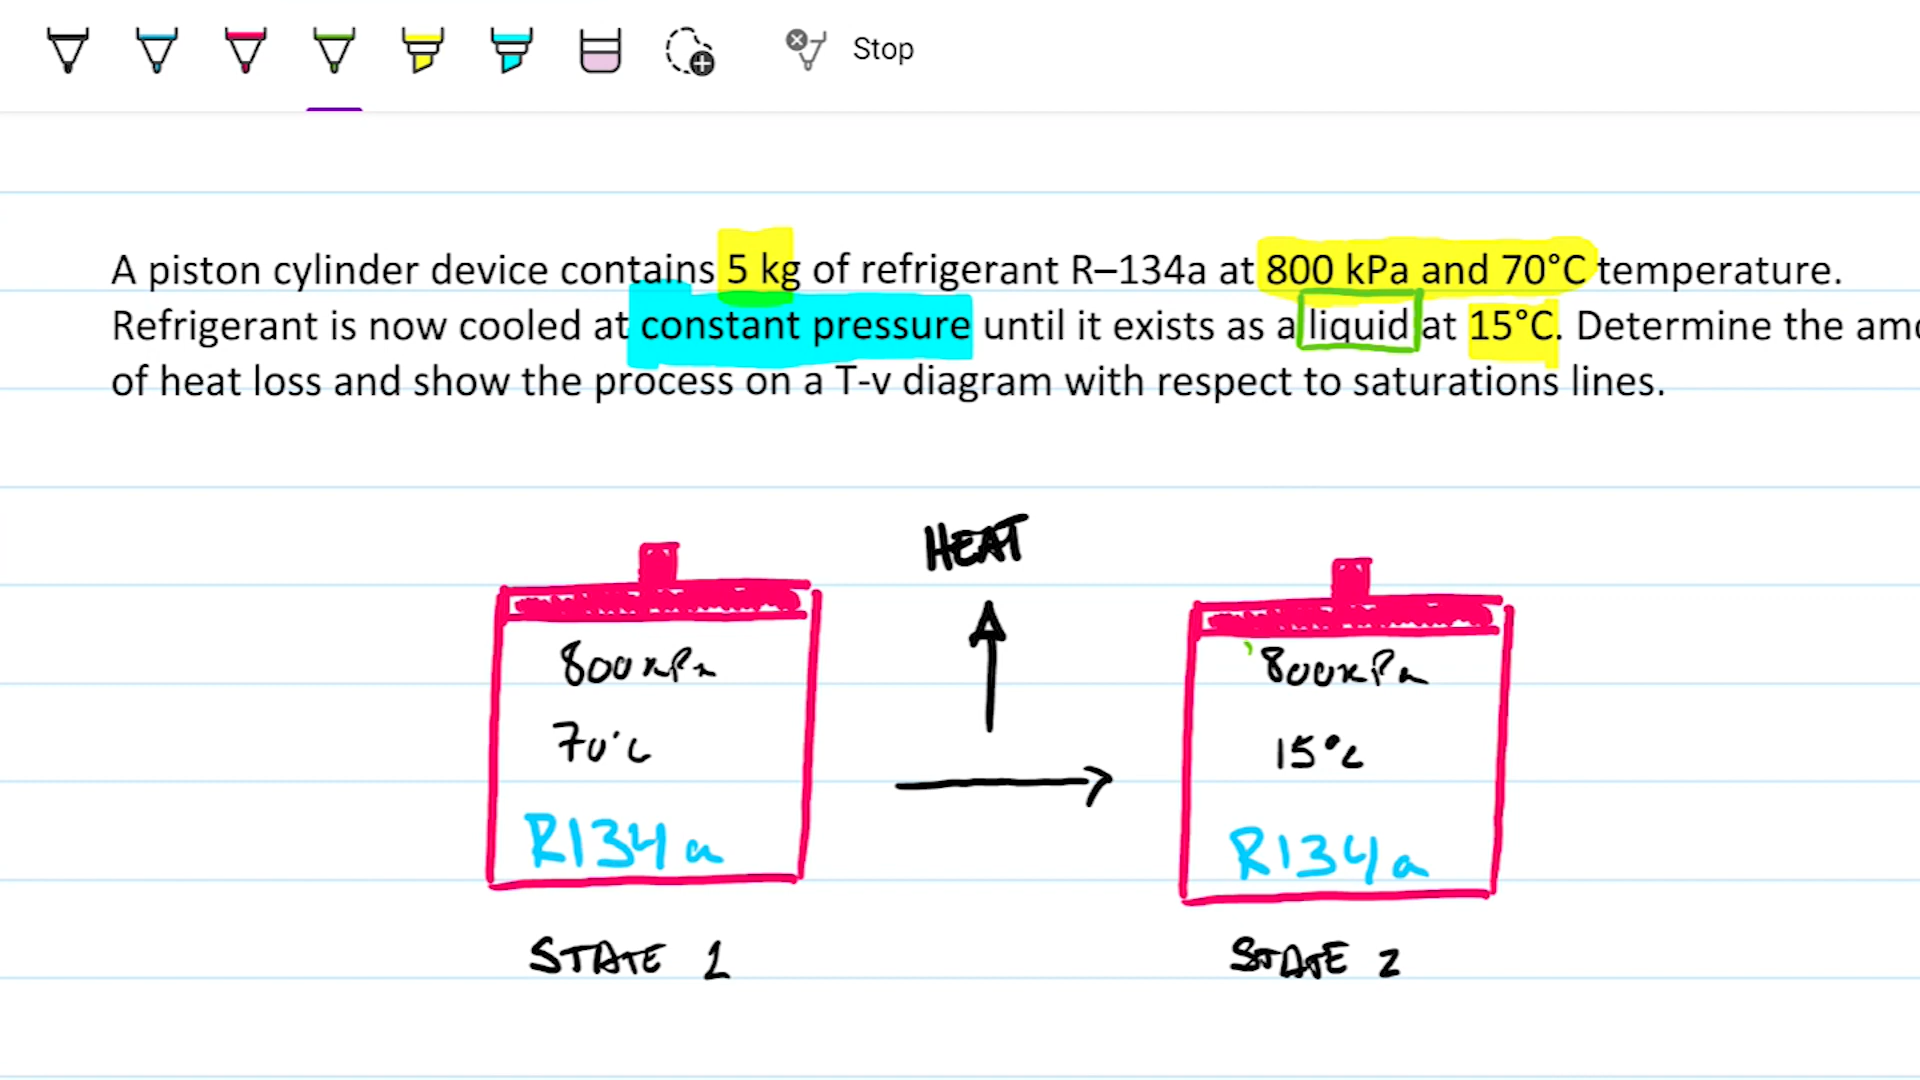 Stop
A piston cylinder device contains 5 kg of refrigerant R–134a at 800 kPa and 70°C temperature.
Refrigerant is now cooled at constant pressure until it exists as a liquid at 15°C. Determine the
of heat loss and show the process on a T-v diagram with respect to saturations lines.
HEAT
800 kPa
800 kPa
70°C
15°C
R134a
R134a
STATE 1
STATE 2